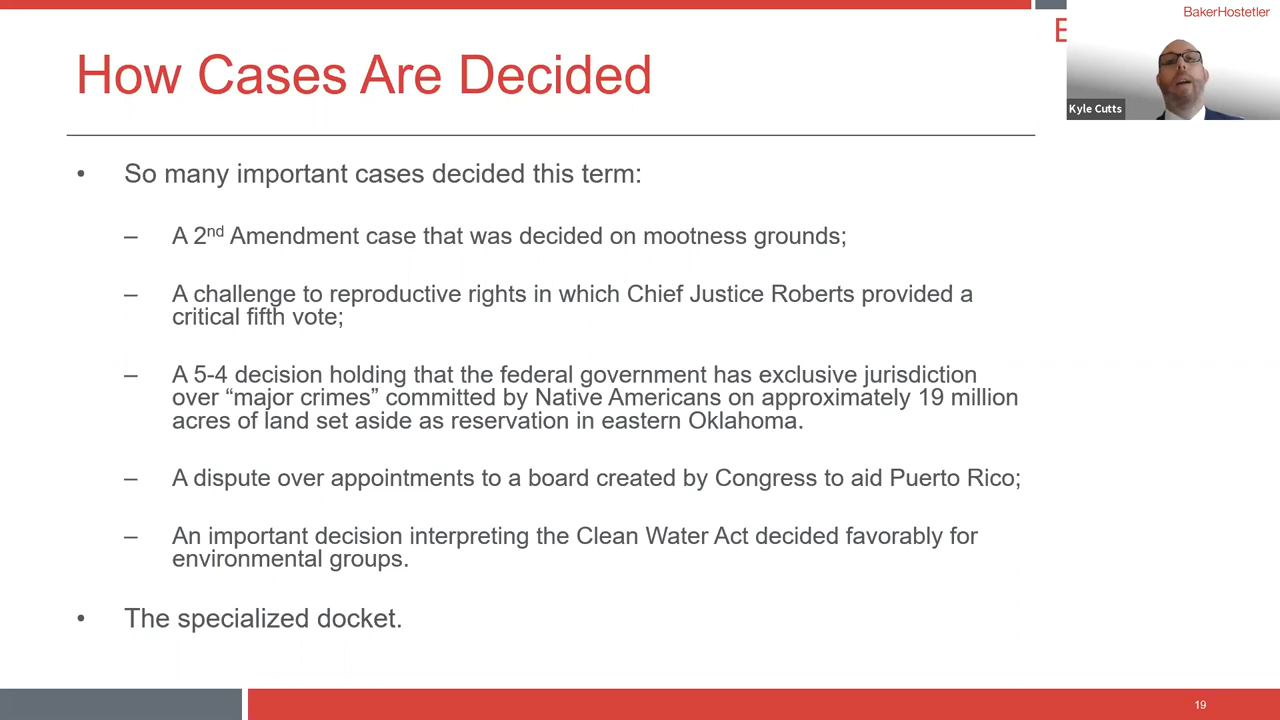 BakerHostetler
How Cases Are Decided
Kyle Cutts
• So many important cases decided this term:
– A 2nd Amendment case that was decided on mootness grounds;
– A challenge to reproductive rights in which Chief Justice Roberts provided a
critical fifth vote;
– A 5-4 decision holding that the federal government has exclusive jurisdiction
over “major crimes” committed by Native Americans on approximately 19 million
acres of land set aside as reservation in eastern Oklahoma.
– A dispute over appointments to a board created by Congress to aid Puerto Rico;
– An important decision interpreting the Clean Water Act decided favorably for
environmental groups.
• The specialized docket.
19